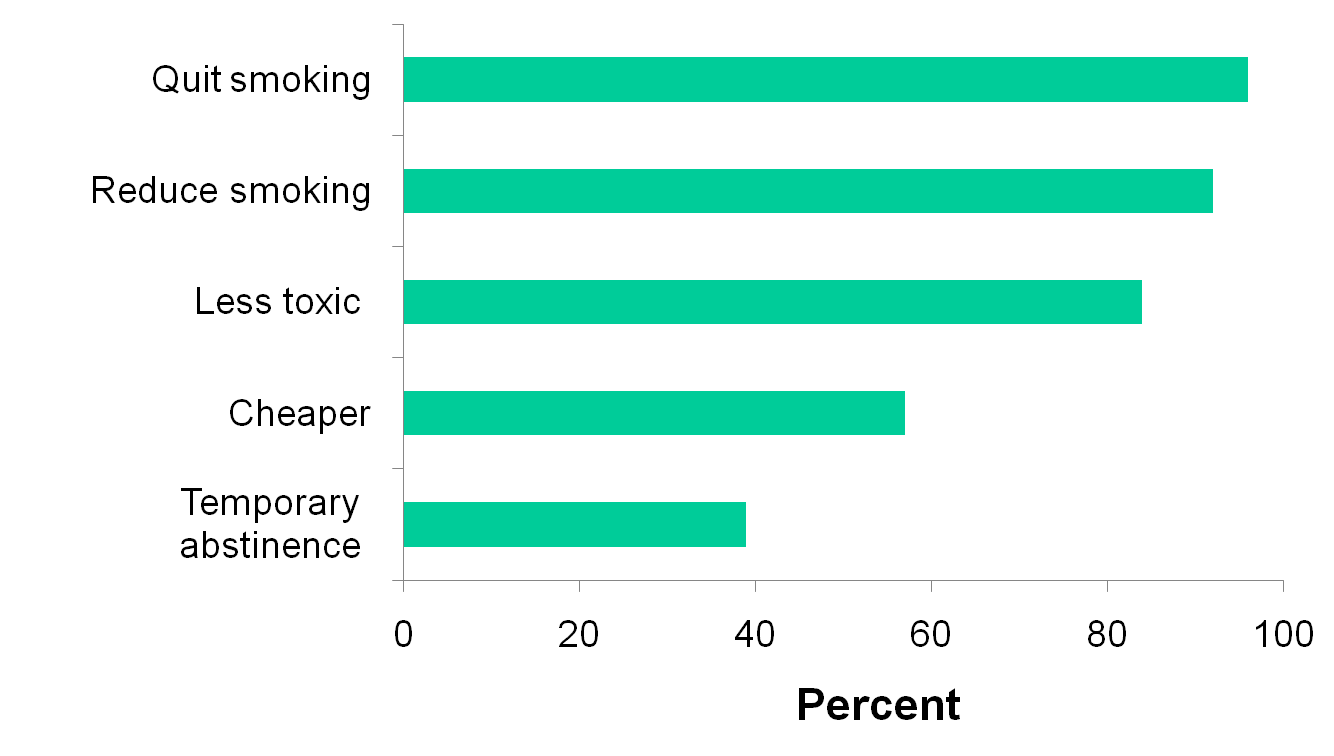 Quit smoking
Reduce smoking
Less toxic
Cheaper
Temporary
abstinence
0 20 40 60 80 100
Percent